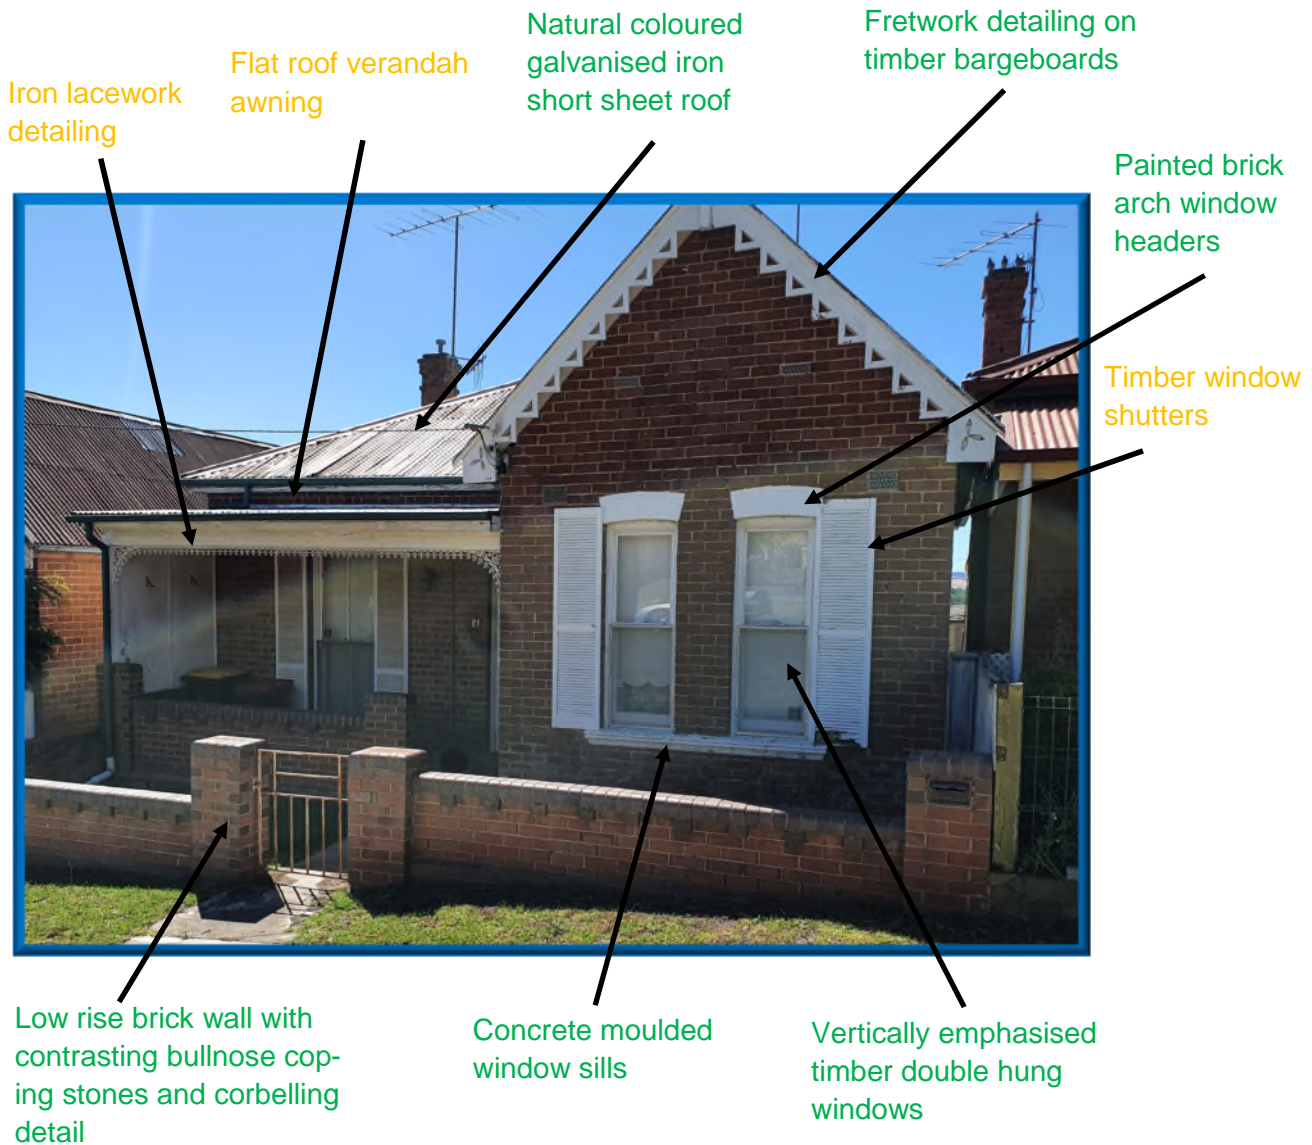 Natural coloured
galvanised iron
short sheet roof
Fretwork detailing on
timber bargeboards
Flat roof verandah
awning
Iron lacework
detailing
Painted brick
arch window
headers
Timber window
shutters
Low rise brick wall with
contrasting bullnose cop-
ing stones and corbelling
detail
Concrete moulded
window sills
Vertically emphasised
timber double hung
windows